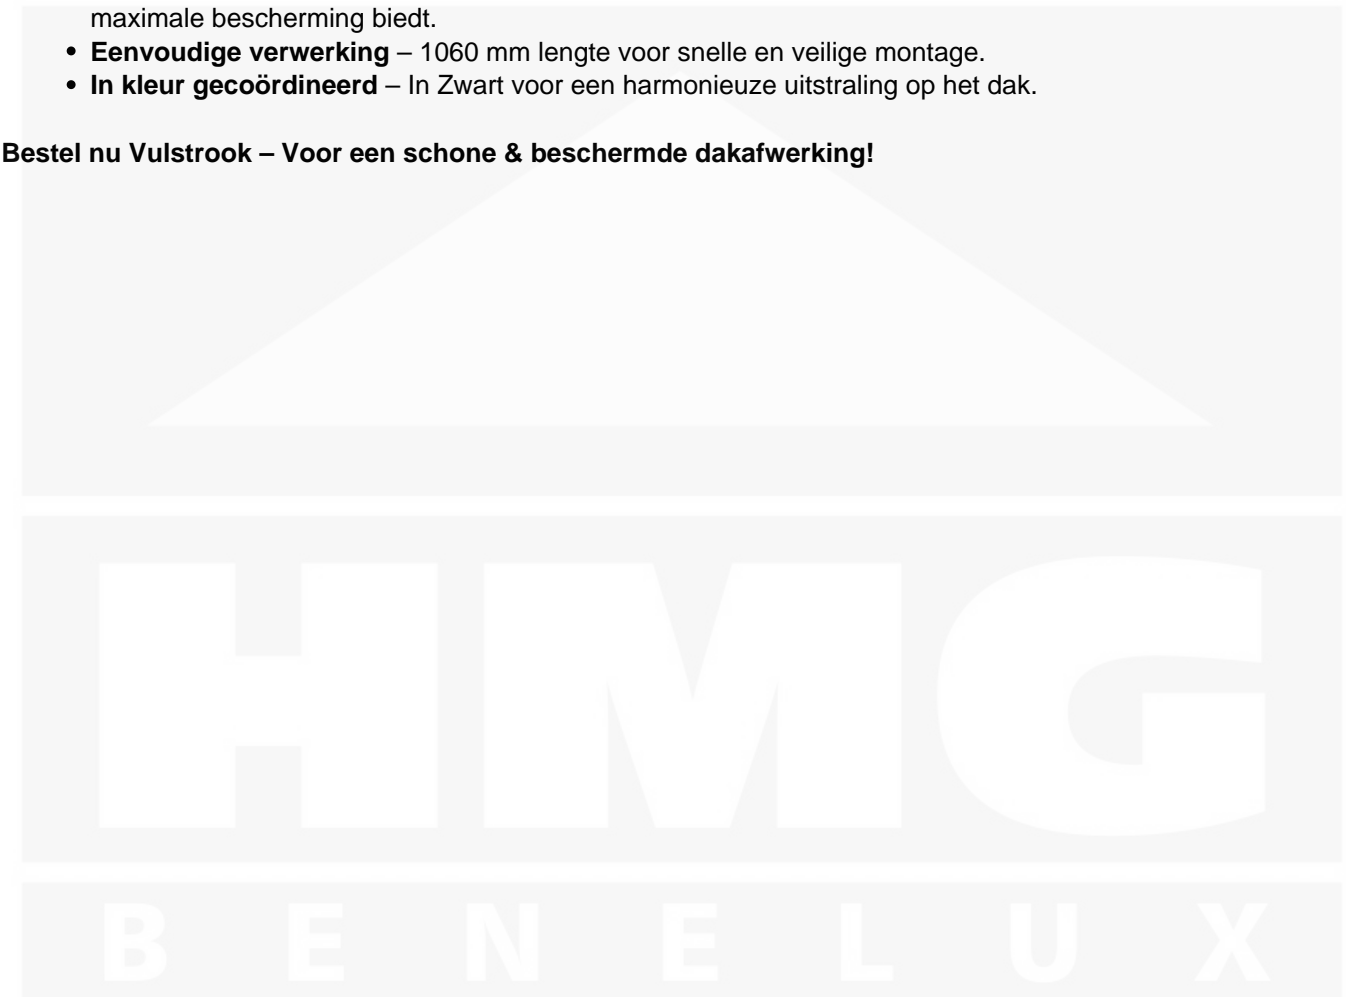 maximale bescherming biedt.
• Eenvoudige verwerking – 1060 mm lengte voor snelle en veilige montage.
• In kleur gecoördineerd – In Zwart voor een harmonieuze uitstraling op het dak.
Bestel nu Vulstrook – Voor een schone & beschermde dakafwerking!
HMG
BENELUX